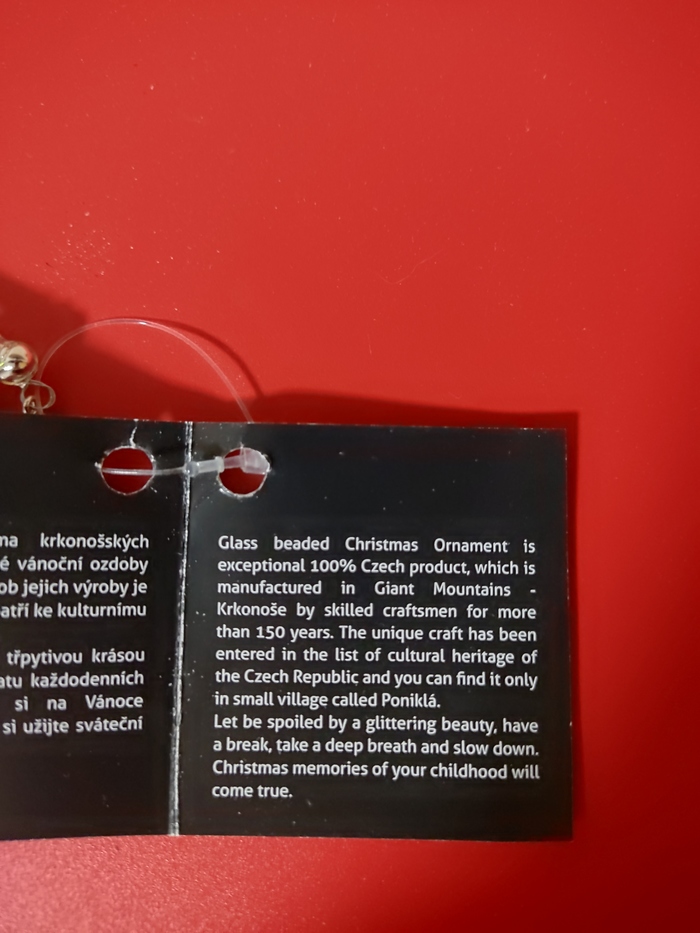 na krkonošských
é vánoční ozdoby
ob jejich výroby je
atří ke kulturnímu
třpytivou krásou
atu každodenních
si na Vánoce
si užijte sváteční
Glass beaded Christmas Ornament is
exceptional 100% Czech product, which is
manufactured in Giant Mountains -
Krkonoše by skilled craftsmen for more
than 150 years. The unique craft has been
entered in the list of cultural heritage of
the Czech Republic and you can find it only
in small village called Poniklá.
Let be spoiled by a glittering beauty, have
a break, take a deep breath and slow down.
Christmas memories of your childhood will
come true.